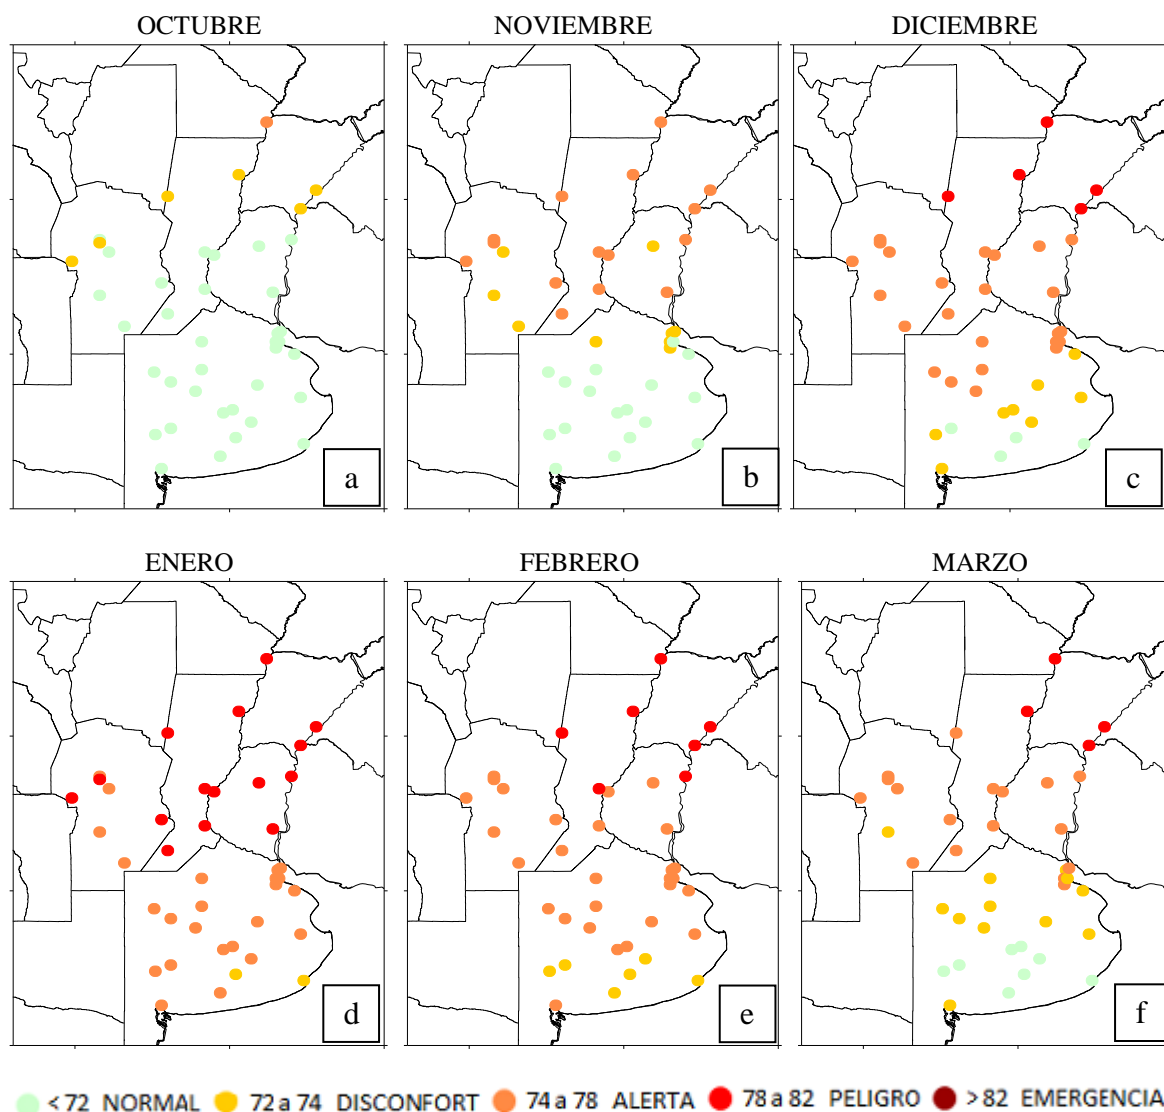 OCTUBRE NOVIEMBRE DICIEMBRE
a b c
ENERO FEBRERO MARZO
d e f
< 72 NORMAL 72 a 74 DISCONFORT 74 a 78 ALERTA 78 a 82 PELIGRO > 82 EMERGENCIA